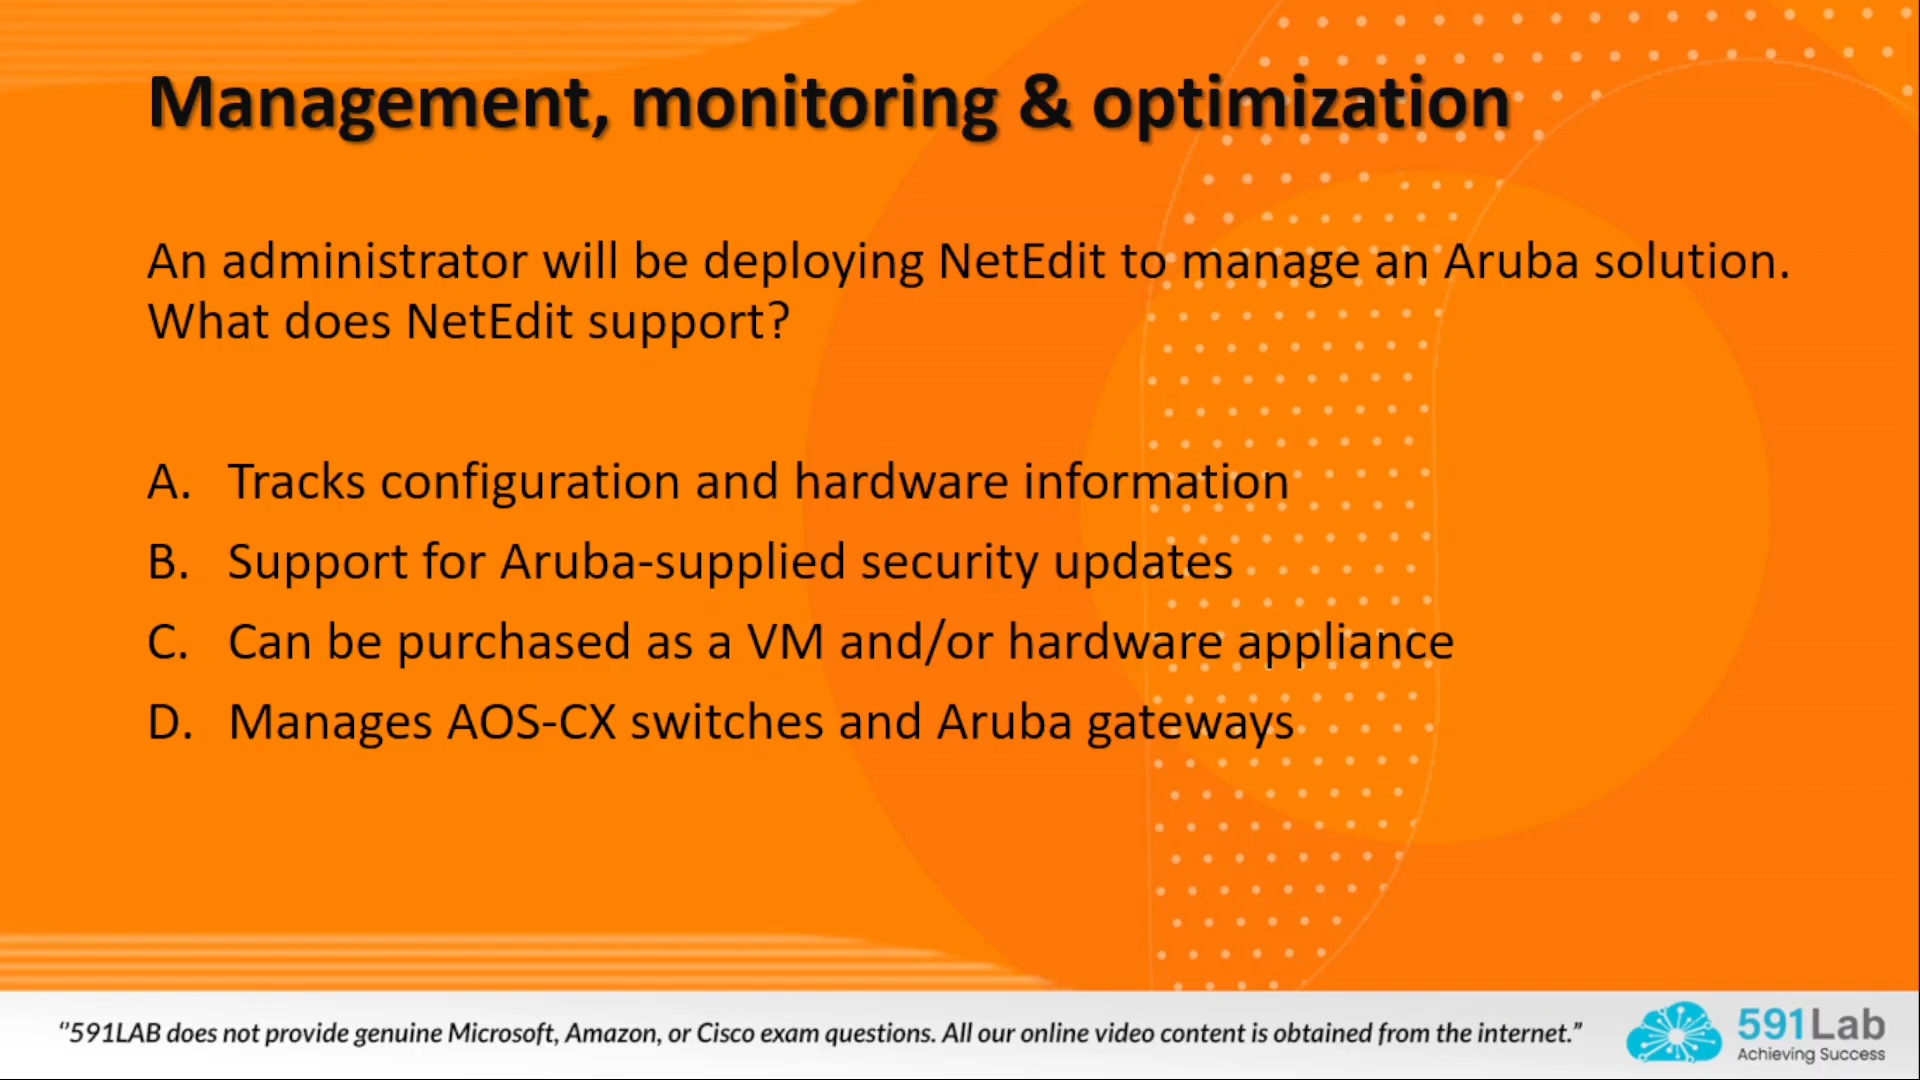 Management, monitoring & optimization
An administrator will be deploying NetEdit to manage an Aruba solution.
What does NetEdit support?
A. Tracks configuration and hardware information
B. Support for Aruba-supplied security updates
C. Can be purchased as a VM and/or hardware appliance
D. Manages AOS-CX switches and Aruba gateways
“591LAB does not provide genuine Microsoft, Amazon, or Cisco exam questions. All our online video content is obtained from the internet.”
591Lab
Achieving Success